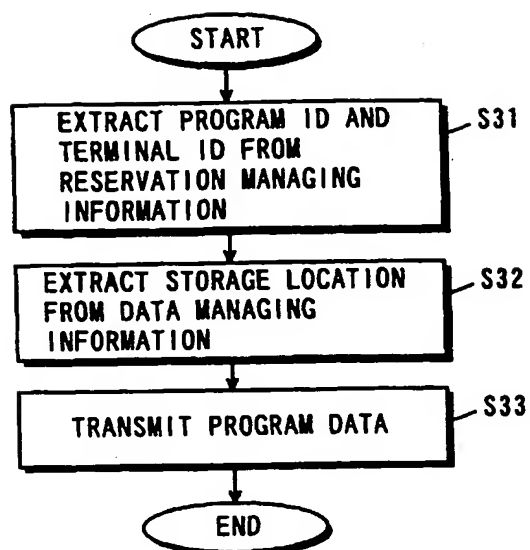 START
EXTRACT PROGRAM ID AND
TERMINAL ID FROM
RESERVATION MANAGING
INFORMATION
S31
EXTRACT STORAGE LOCATION
FROM DATA MANAGING
INFORMATION
S32
TRANSMIT PROGRAM DATA
S33
END